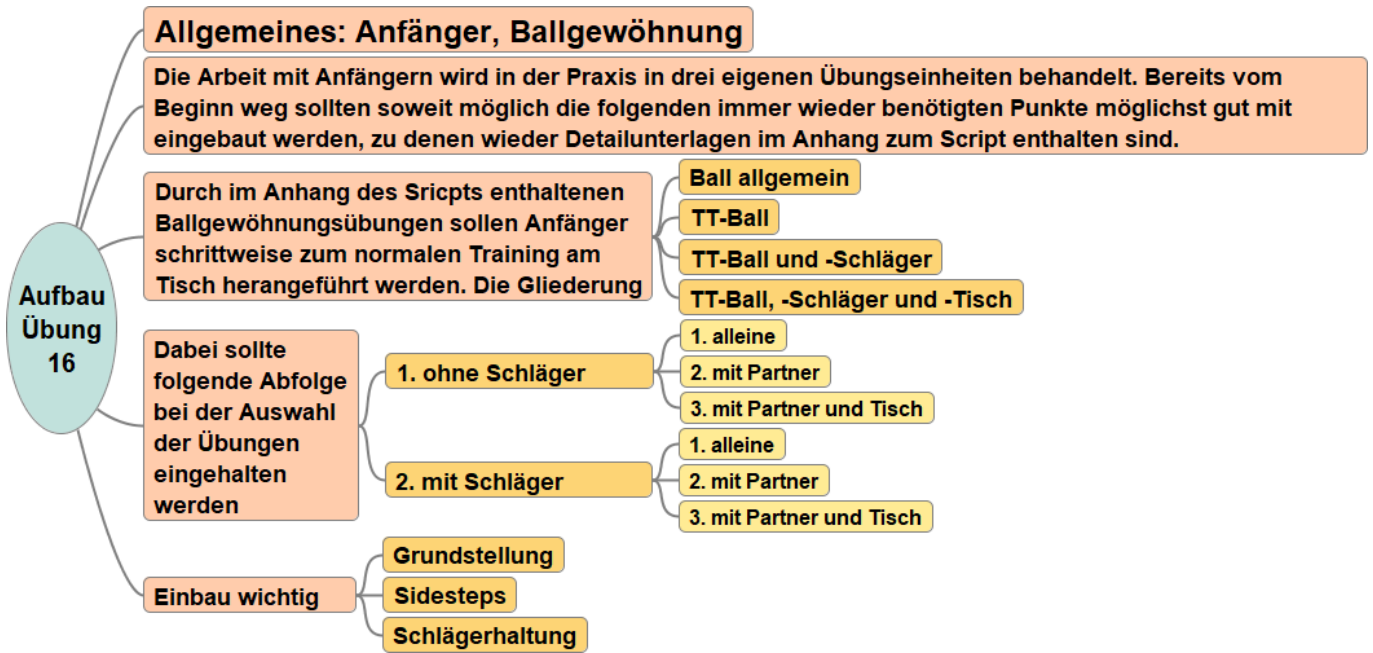 Aufbau
Übung
16
Allgemeines: Anfänger, Ballgewöhnung
Die Arbeit mit Anfängern wird in der Praxis in drei eigenen Übungseinheiten behandelt. Bereits vom
Beginn weg sollten soweit möglich die folgenden immer wieder benötigten Punkte möglichst gut mit
eingebaut werden, zu denen wieder Detailunterlagen im Anhang zum Script enthalten sind.
Durch im Anhang des Sricpts enthaltenen
Ballgewöhnungsübungen sollen Anfänger
schrittweise zum normalen Training am
Tisch herangeführt werden. Die Gliederung
Ball allgemein
TT-Ball
TT-Ball und -Schläger
TT-Ball, -Schläger und -Tisch
Dabei sollte
folgende Abfolge
bei der Auswahl
der Übungen
eingehalten
werden
1. ohne Schläger
1. alleine
2. mit Partner
3. mit Partner und Tisch
2. mit Schläger
1. alleine
2. mit Partner
3. mit Partner und Tisch
Einbau wichtig
Grundstellung
Sidesteps
Schlägerhaltung